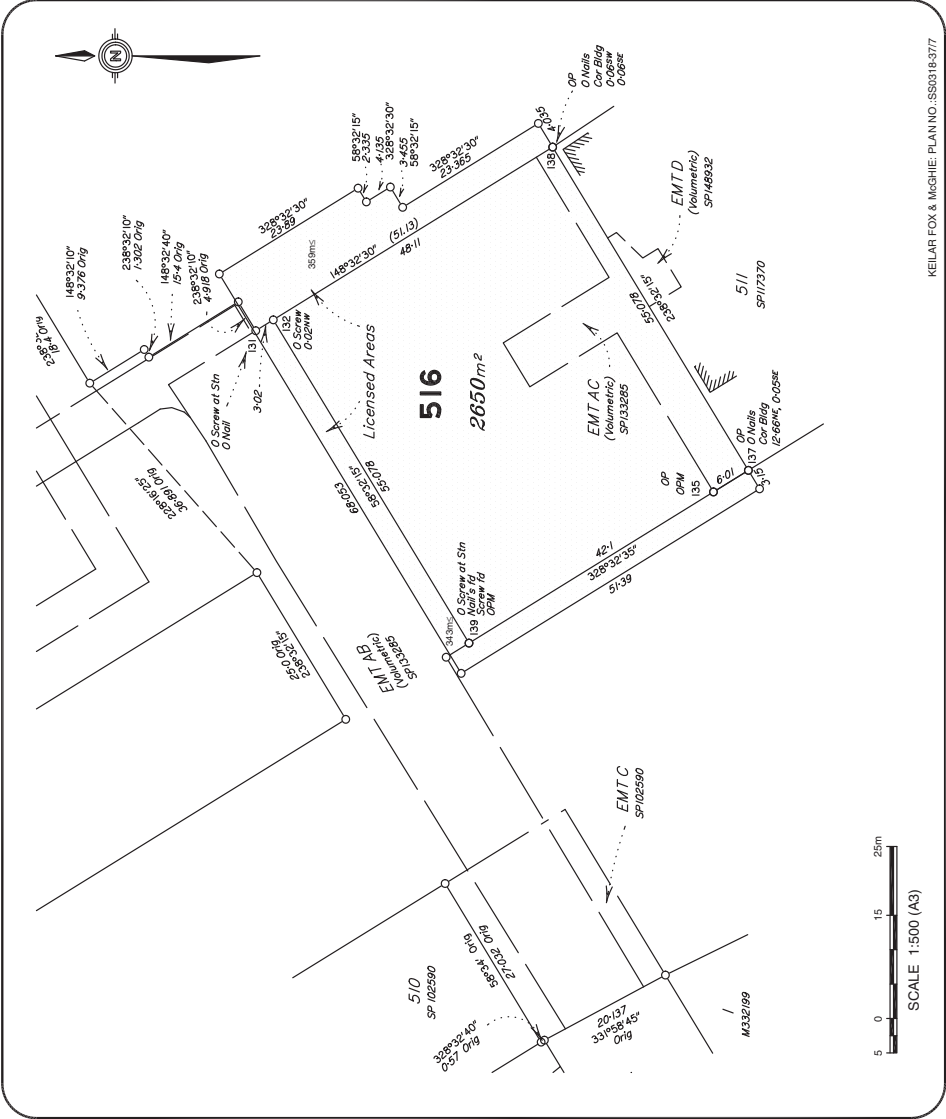 N
KEILAR FOX & McGHIE: PLAN NO.:SS0318-37/7
238°32'10"
18·4 Orig
148°32'10"
9·376 Orig
238°32'10"
1·302 Orig
148°32'40"
15·4 Orig
238°32'10"
4·918 Orig
328°32'30"
23·89
58°32'15"
2·335
4·135
328°32'30"
3·455
58°32'15"
328°32'30"
23·365
4·035
138
OP
O Nails
Cor Bldg
0·06SW
0·06SE
359m²
148°32'30" (51.13)
48·11
131
O Screw at Stn
O Nail
3·02
132
O Screw
0·02NW
Licensed Areas
516
2650m²
EMT AC
(Volumetric)
SP133285
EMT D
(Volumetric)
SP148932
55·078
238°32'15"
511
SP117370
68·053
58°32'15"
55·078
228°16'25"
36·891 Orig
25·0 Orig
238°32'15"
EMT AB
(Volumetric)
SP133285
343m²
139
O Screw at Stn
Nail's fd
Screw fd
OPM
42·1
328°32'35"
51·39
OP
OPM
135
6·01
137
OP
O Nails
Cor Bldg
12·66NE, 0·05SE
3·15
EMT C
SP102590
510
SP 102590
58°34' Orig
27·032 Orig
328°32'40"
0·57 Orig
20·137
331°58'45"
Orig
1
M332199
5 0 15 25m
SCALE 1:500 (A3)